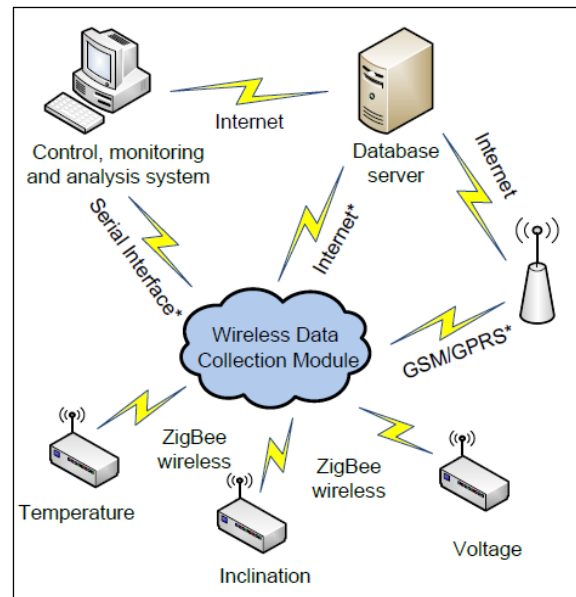 Internet
Control, monitoring
and analysis system
Database
server
Internet
Serial Interface*
Internet*
GSM/GPRS*
Wireless Data
Collection Module
ZigBee
wireless
ZigBee
wireless
Temperature
Inclination
Voltage